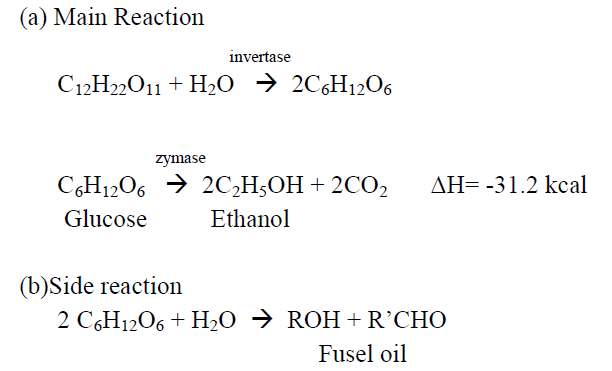 (a) Main Reaction
invertase
C₁₂H₂₂O₁₁ + H₂O → 2C₆H₁₂O₆
zymase
C₆H₁₂O₆ → 2C₂H₅OH + 2CO₂ ΔH= -31.2 kcal
Glucose Ethanol
(b)Side reaction
2 C₆H₁₂O₆ + H₂O → ROH + R’CHO
Fusel oil